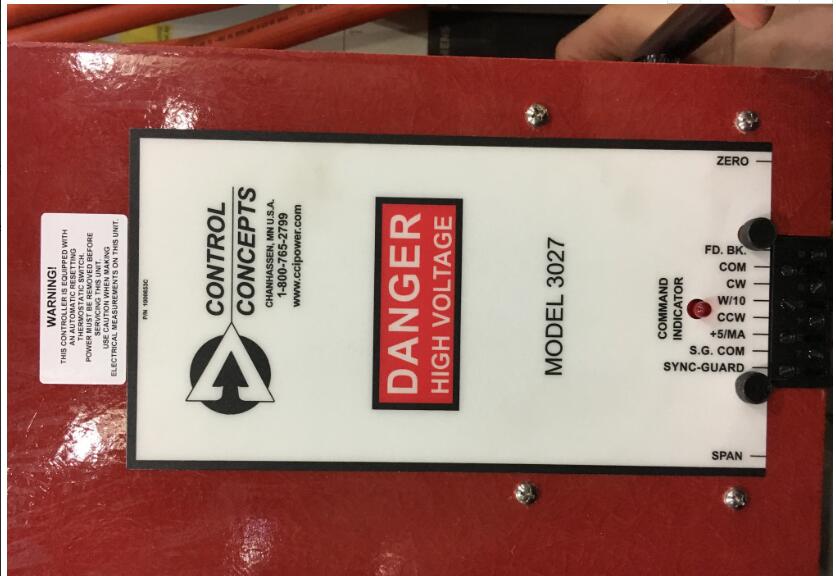 WARNING!
THIS CONTROLLER IS EQUIPPED WITH
AN AUTOMATIC RESETTING
THERMOSTATIC SWITCH.
POWER MUST BE REMOVED BEFORE
SERVICING THIS UNIT.
USE CAUTION WHEN MAKING
ELECTRICAL MEASUREMENTS ON THIS UNIT.
CONTROL
CONCEPTS
CHANHASSEN, MN U.S.A.
1-800-765-2799
www.ccipower.com
DANGER
HIGH VOLTAGE
MODEL 3027
COMMAND
INDICATOR
ZERO
FD. BK.
COM
CW
W/10
CCW
+5/MA
S.G. COM
SYNC-GUARD
SPAN